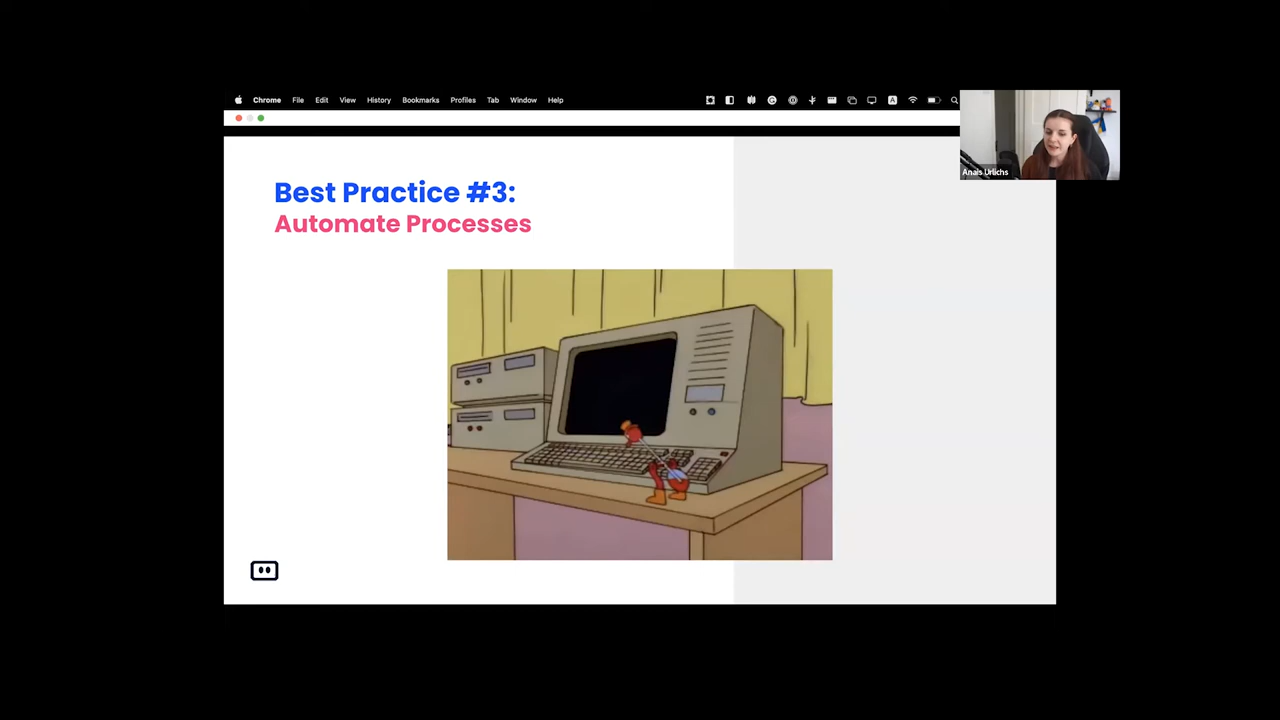 Chrome File Edit View History Bookmarks Profiles Tab Window Help
A
Anais Urlichs
Best Practice #3:
Automate Processes